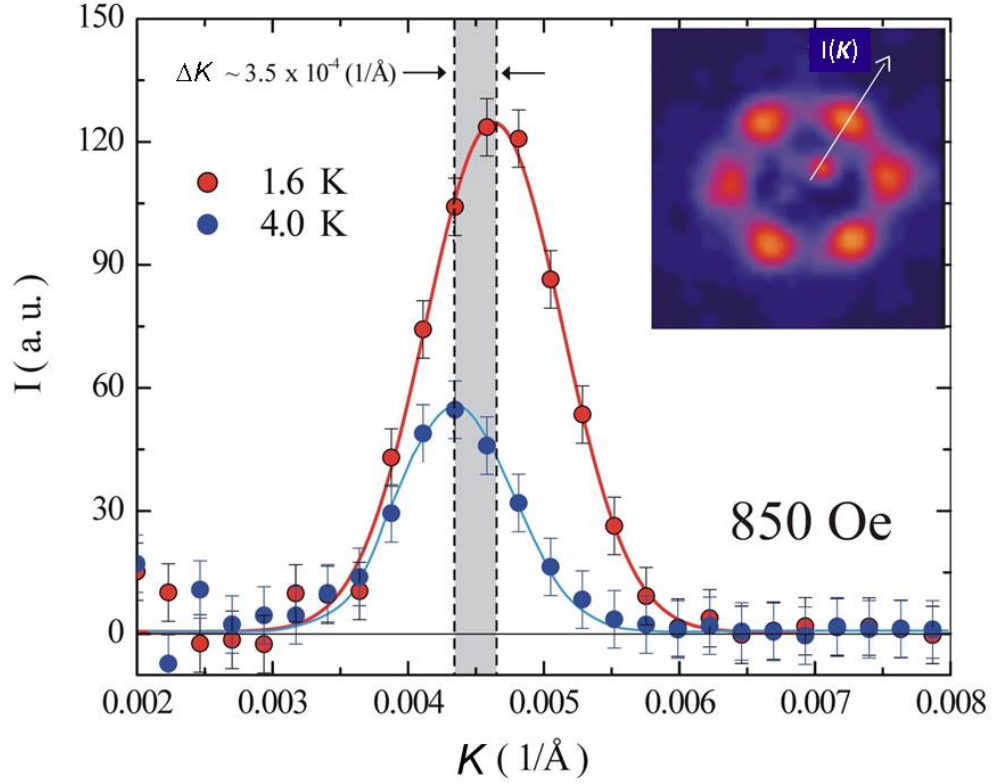 150
120
90
60
30
0
I ( a. u. )
ΔK ~ 3.5 x 10⁻⁴ (1/Å)
1.6 K
4.0 K
I(K)
850 Oe
0.002 0.003 0.004 0.005 0.006 0.007 0.008
K ( 1/Å )